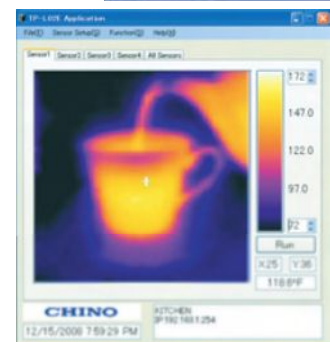 TP-L02E Application
File(F) Sensor Setup(S) Function(Q) Help(H)
Sensor1 Sensor2 Sensor3 Sensor4 All Sensors
172
147.0
122.0
97.0
72
Run
X:25 Y:36
118.6°F
CHINO
12/15/2008 7:59:29 PM
KITCHEN
IP:192.168.1.254